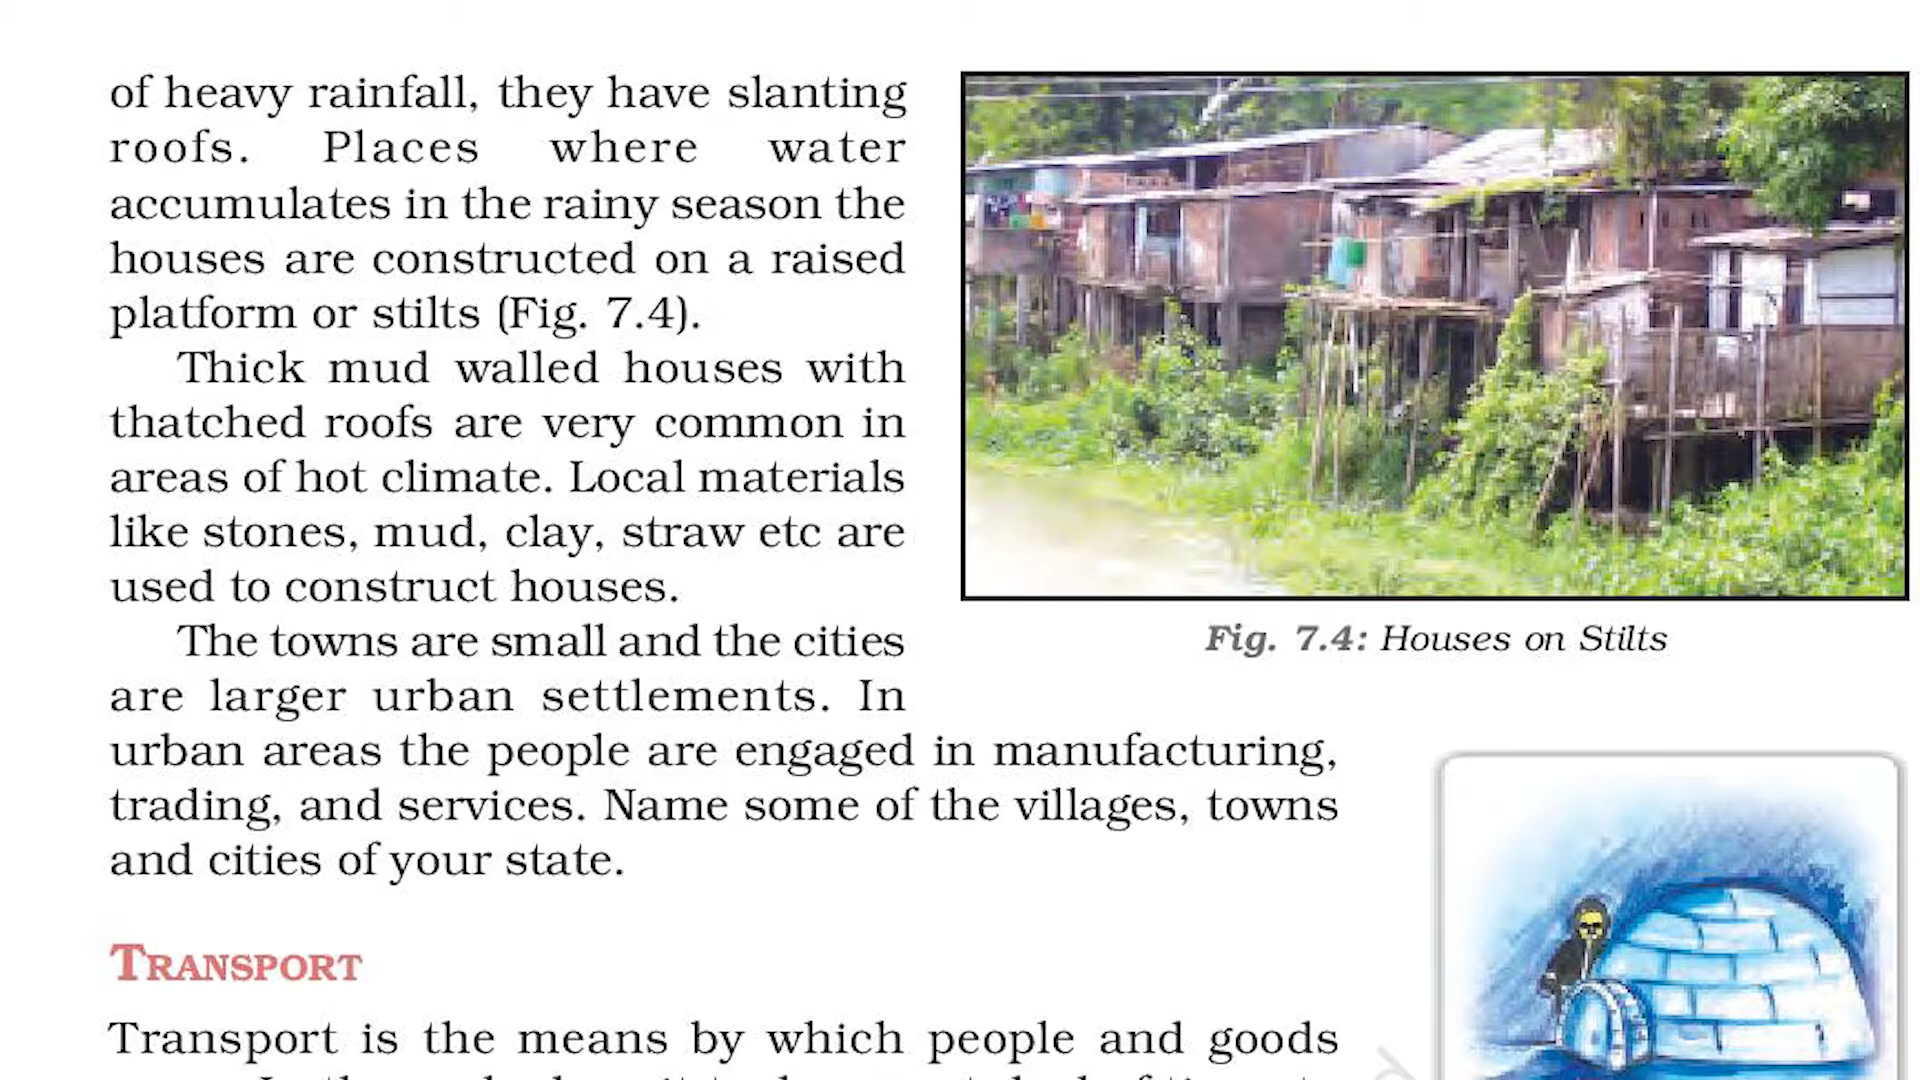 of heavy rainfall, they have slanting
roofs. Places where water
accumulates in the rainy season the
houses are constructed on a raised
platform or stilts (Fig. 7.4).
Thick mud walled houses with
thatched roofs are very common in
areas of hot climate. Local materials
like stones, mud, clay, straw etc are
used to construct houses.
The towns are small and the cities
are larger urban settlements. In
urban areas the people are engaged in manufacturing,
trading, and services. Name some of the villages, towns
and cities of your state.
Fig. 7.4: Houses on Stilts
TRANSPORT
Transport is the means by which people and goods